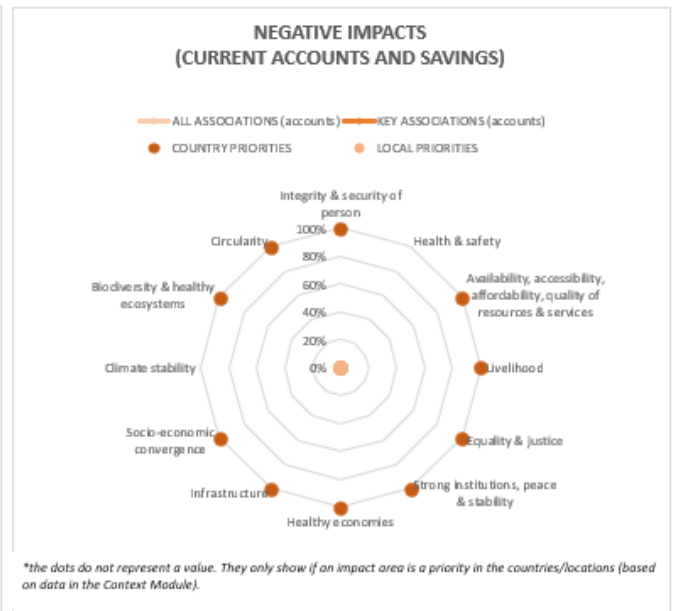 NEGATIVE IMPACTS
(CURRENT ACCOUNTS AND SAVINGS)
ALL ASSOCIATIONS (accounts)
KEY ASSOCIATIONS (accounts)
COUNTRY PRIORITIES
LOCAL PRIORITIES
Integrity & security of
person
Health & safety
Availability, accessibility,
affordability, quality of
resources & services
Livelihood
Equality & justice
Strong institutions, peace
& stability
Healthy economies
Infrastructure
Socio-economic
convergence
Climate stability
Biodiversity & healthy
ecosystems
Circularity
100%
80%
60%
40%
20%
0%
*the dots do not represent a value. They only show if an impact area is a priority in the countries/locations (based
on data in the Context Module).